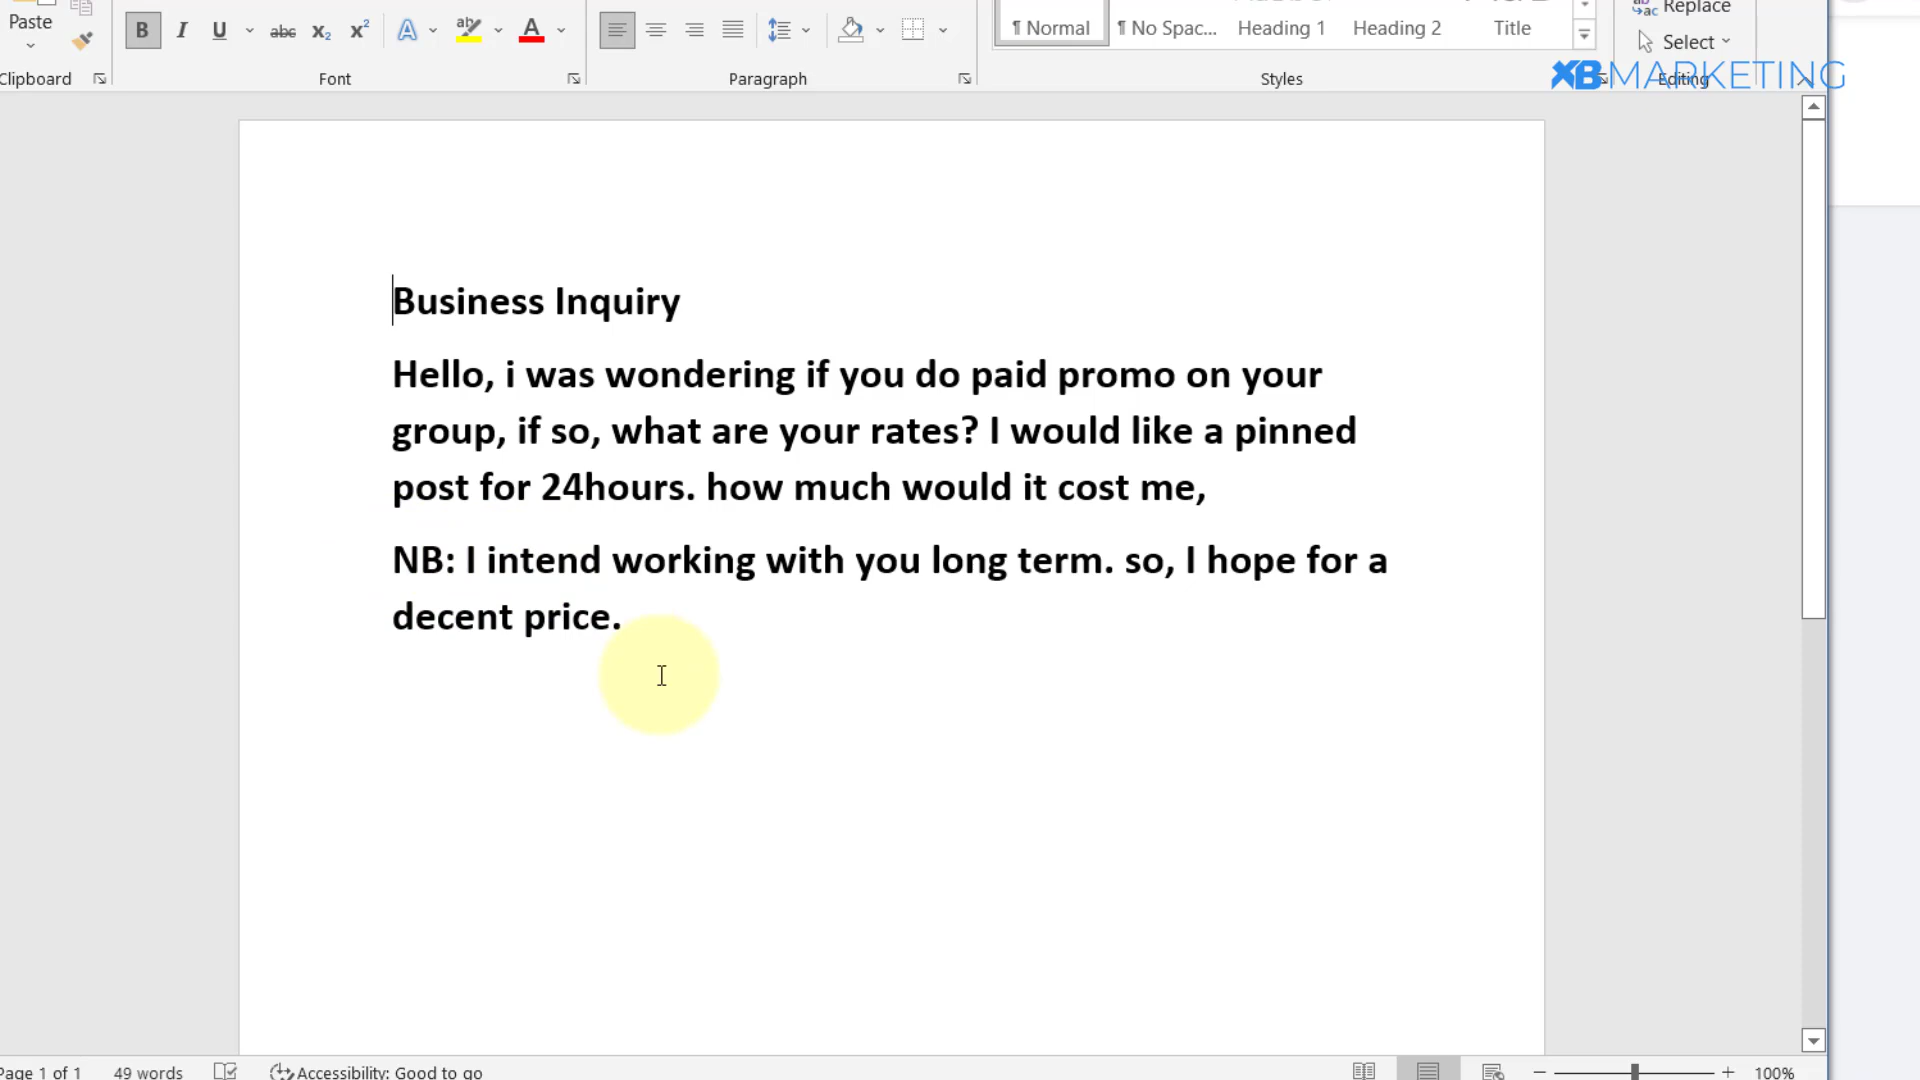 Paste
Replace
Select
¶ Normal
¶ No Spac...
Heading 1
Heading 2
Title
Clipboard
Font
Paragraph
Styles
Editing
XBMARKETING
Business Inquiry
Hello, i was wondering if you do paid promo on your
group, if so, what are your rates? I would like a pinned
post for 24hours. how much would it cost me,
NB: I intend working with you long term. so, I hope for a
decent price.
Page 1 of 1
49 words
Accessibility: Good to go
100%